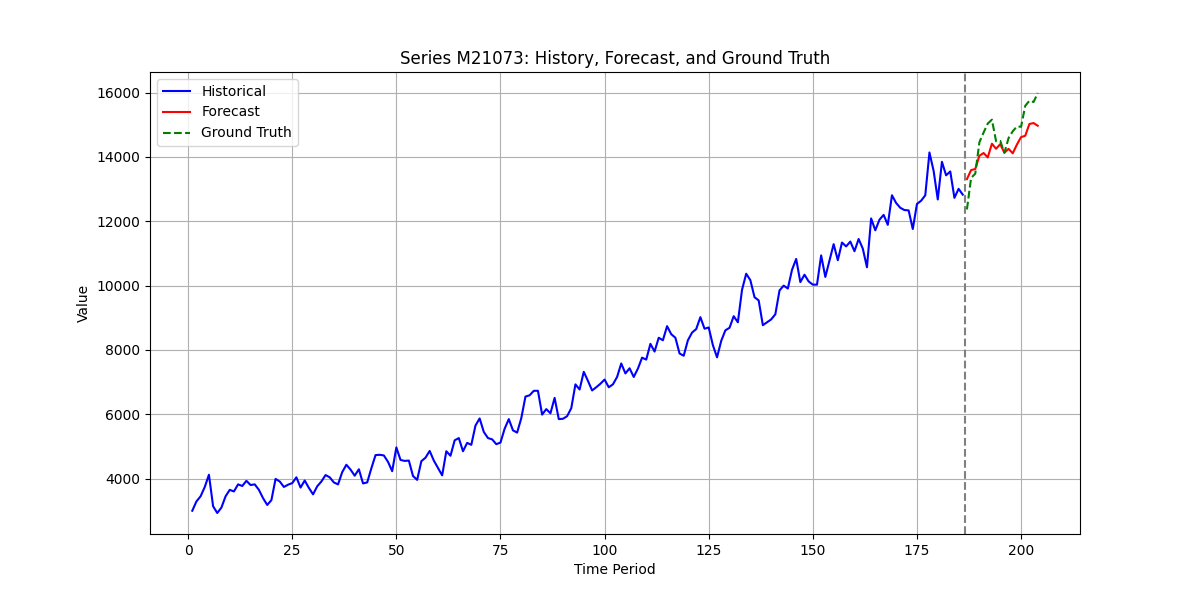 Series M21073: History, Forecast, and Ground Truth
Historical
Forecast
Ground Truth
16000
14000
12000
10000
8000
6000
4000
Value
0 25 50 75 100 125 150 175 200
Time Period